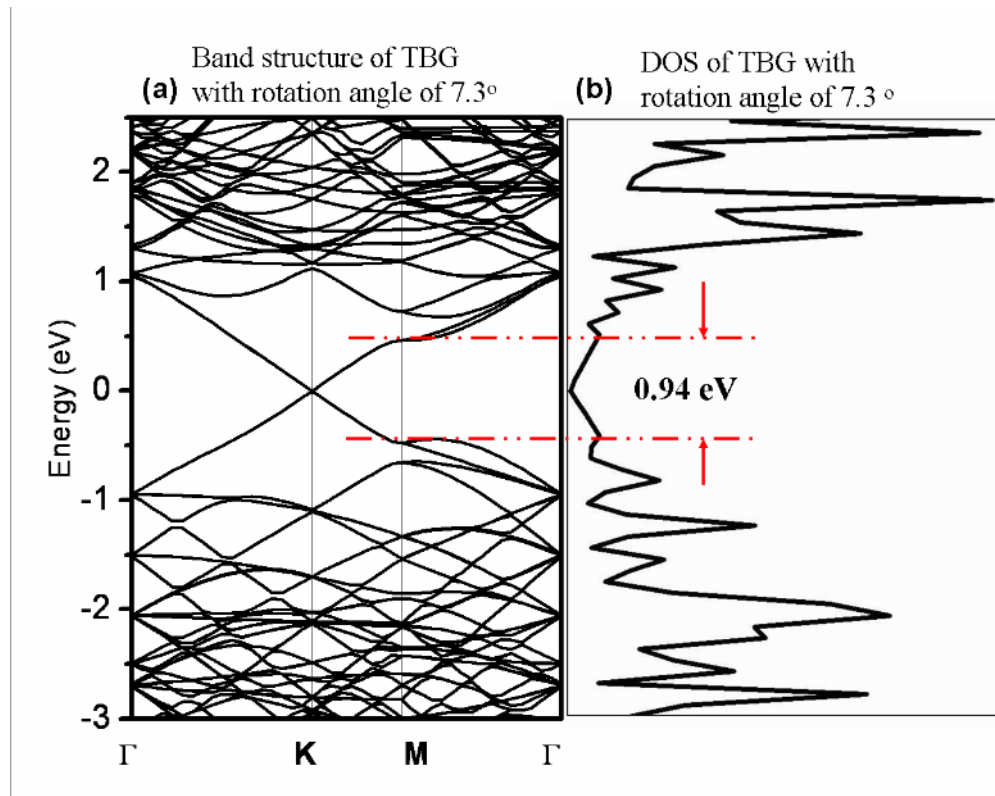 Band structure of TBG
(a) with rotation angle of 7.3°
DOS of TBG with
(b) rotation angle of 7.3 °
2
1
0
-1
-2
-3
Energy (eV)
0.94 eV
Γ K M Γ